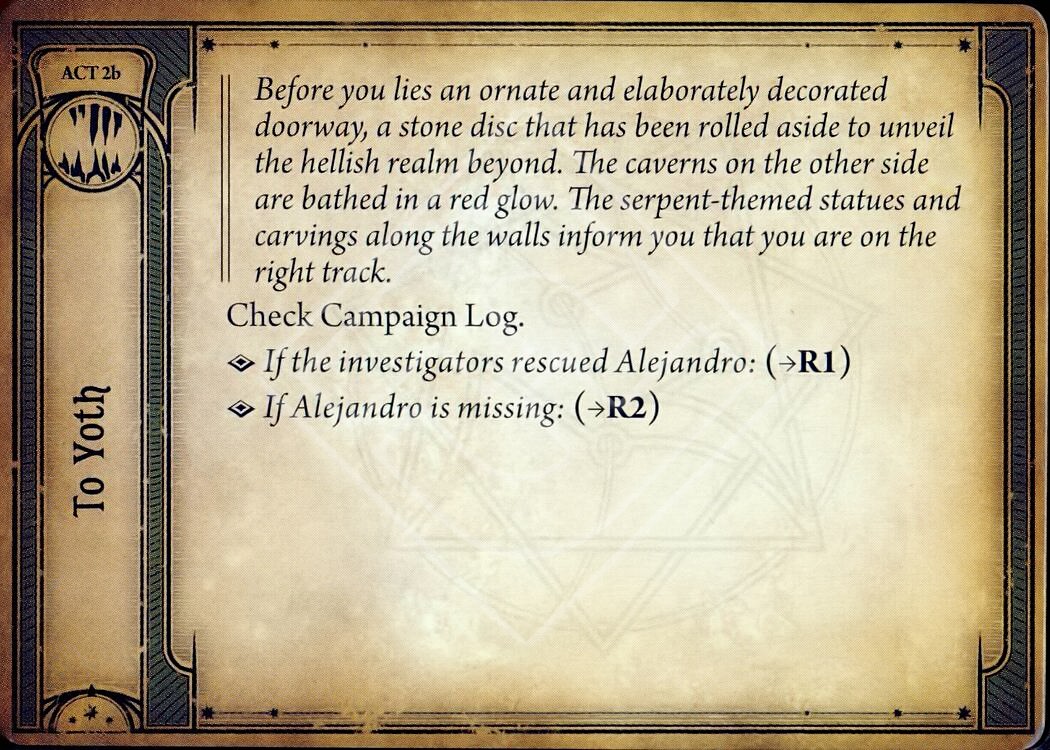 ACT 2b
To Yoth
Before you lies an ornate and elaborately decorated
doorway, a stone disc that has been rolled aside to unveil
the hellish realm beyond. The caverns on the other side
are bathed in a red glow. The serpent-themed statues and
carvings along the walls inform you that you are on the
right track.
Check Campaign Log.
If the investigators rescued Alejandro: (→R1)
If Alejandro is missing: (→R2)